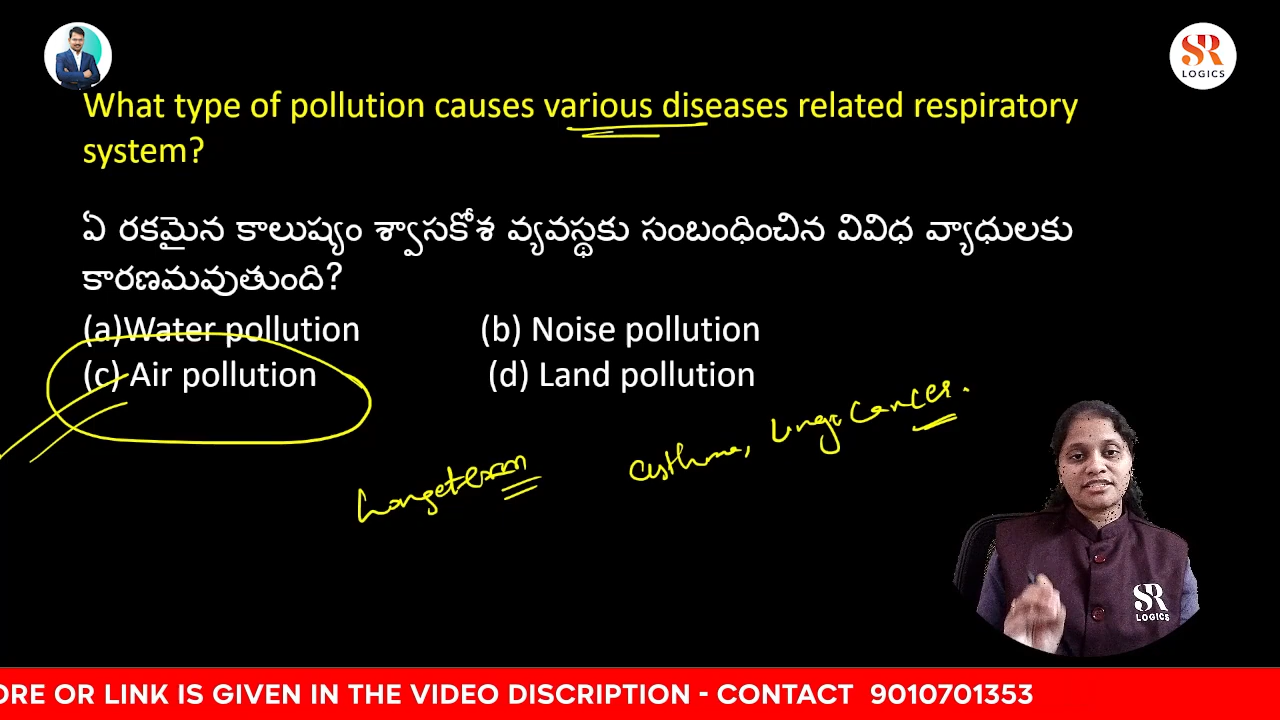 SR
LOGICS
What type of pollution causes various diseases related respiratory
system?
ఏ రకమైన కాలుష్యం శ్వాసకోశ వ్యవస్థకు సంబంధించిన వివిధ వ్యాధులకు
కారణమవుతుంది?
(a)Water pollution (b) Noise pollution
(c) Air pollution (d) Land pollution
asthma, Lungs cancer.
SR
LOGICS
ORE OR LINK IS GIVEN IN THE VIDEO DISCRIPTION - CONTACT 9010701353